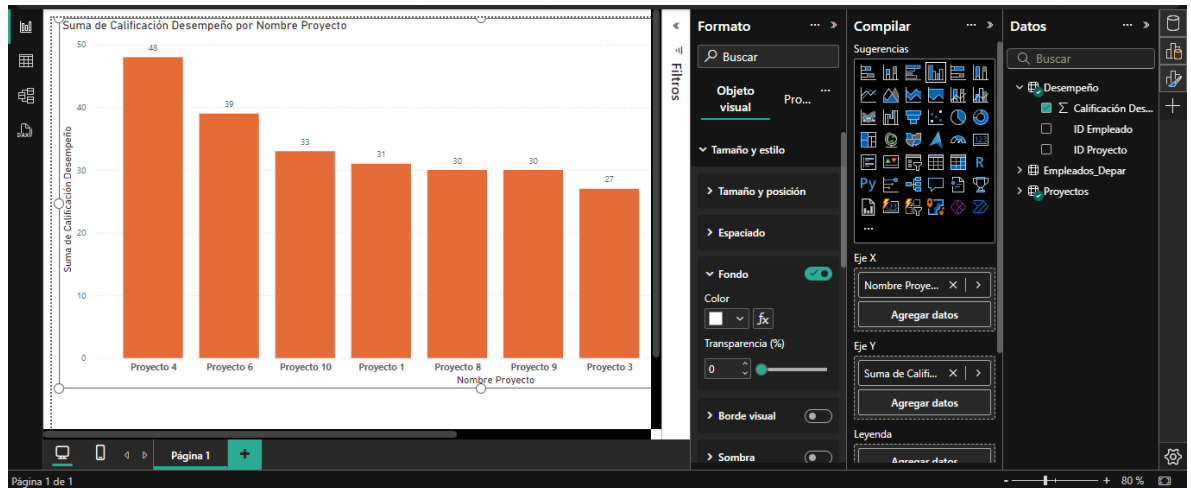 Suma de Calificación Desempeño por Nombre Proyecto
Suma de Calificación Desempeño
50
40
30
20
10
0
48
39
33
31
30
30
27
Proyecto 4
Proyecto 6
Proyecto 10
Proyecto 1
Proyecto 8
Proyecto 9
Proyecto 3
Nombre Proyecto
DAX
Página 1
Página 1 de 1
80 %
Filtros
Formato
Buscar
Objeto visual
Pro...
Tamaño y estilo
Tamaño y posición
Espaciado
Fondo
Color
fx
Transparencia (%)
0
Borde visual
Sombra
Compilar
Sugerencias
123
R
Py
...
Eje X
Nombre Proye...
Agregar datos
Eje Y
Suma de Califi...
Agregar datos
Leyenda
Agregar datos
Datos
Buscar
Desempeño
Σ Calificación Des...
ID Empleado
ID Proyecto
Empleados_Depar
Proyectos